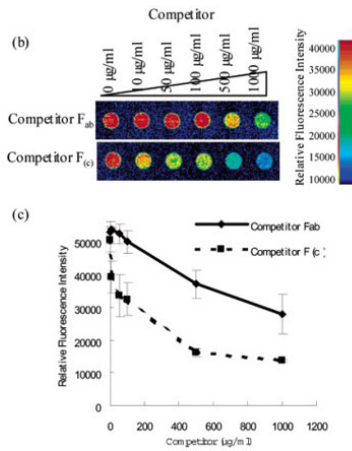 Competitor
(b)
0 µg/ml
10 µg/ml
50 µg/ml
100 µg/ml
500 µg/ml
1000 µg/ml
Competitor Fab
Competitor F(c)
Relative Fluorescence Intensity
40000
35000
30000
25000
20000
15000
10000
(c)
Relative Fluorescence Intensity
50000
40000
30000
20000
10000
0
Competitor Fab
Competitor F (c)
0 200 400 600 800 1000 1200
Competitor (µg/ml)